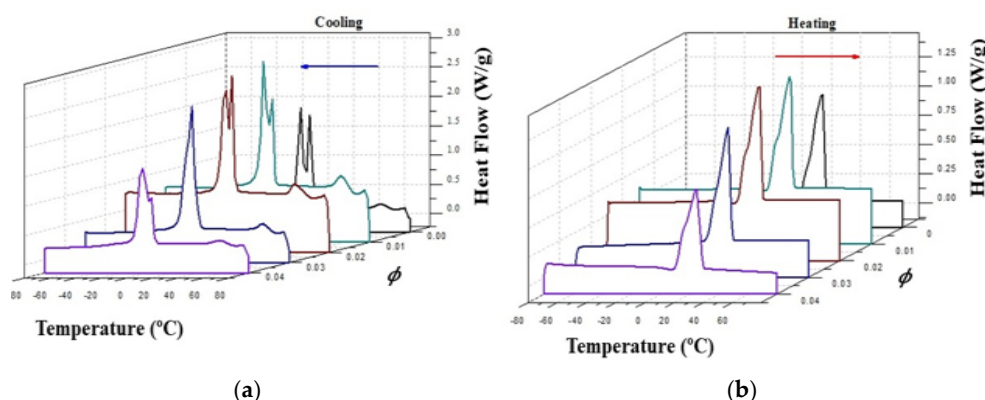 Cooling
3.0
2.5
2.0
1.5
1.0
0.5
0.0
Heat Flow (W/g)
0.00
0.01
0.02
0.03
0.04
ϕ
80 -60 -40 -20 0 20 40 60 80
Temperature (ºC)
(a)
Heating
1.25
1.00
0.75
0.50
0.25
0.00
Heat Flow (W/g)
0
0.01
0.02
0.03
0.04
ϕ
-80 -60 -40 -20 0 20 40 60
Temperature (ºC)
(b)